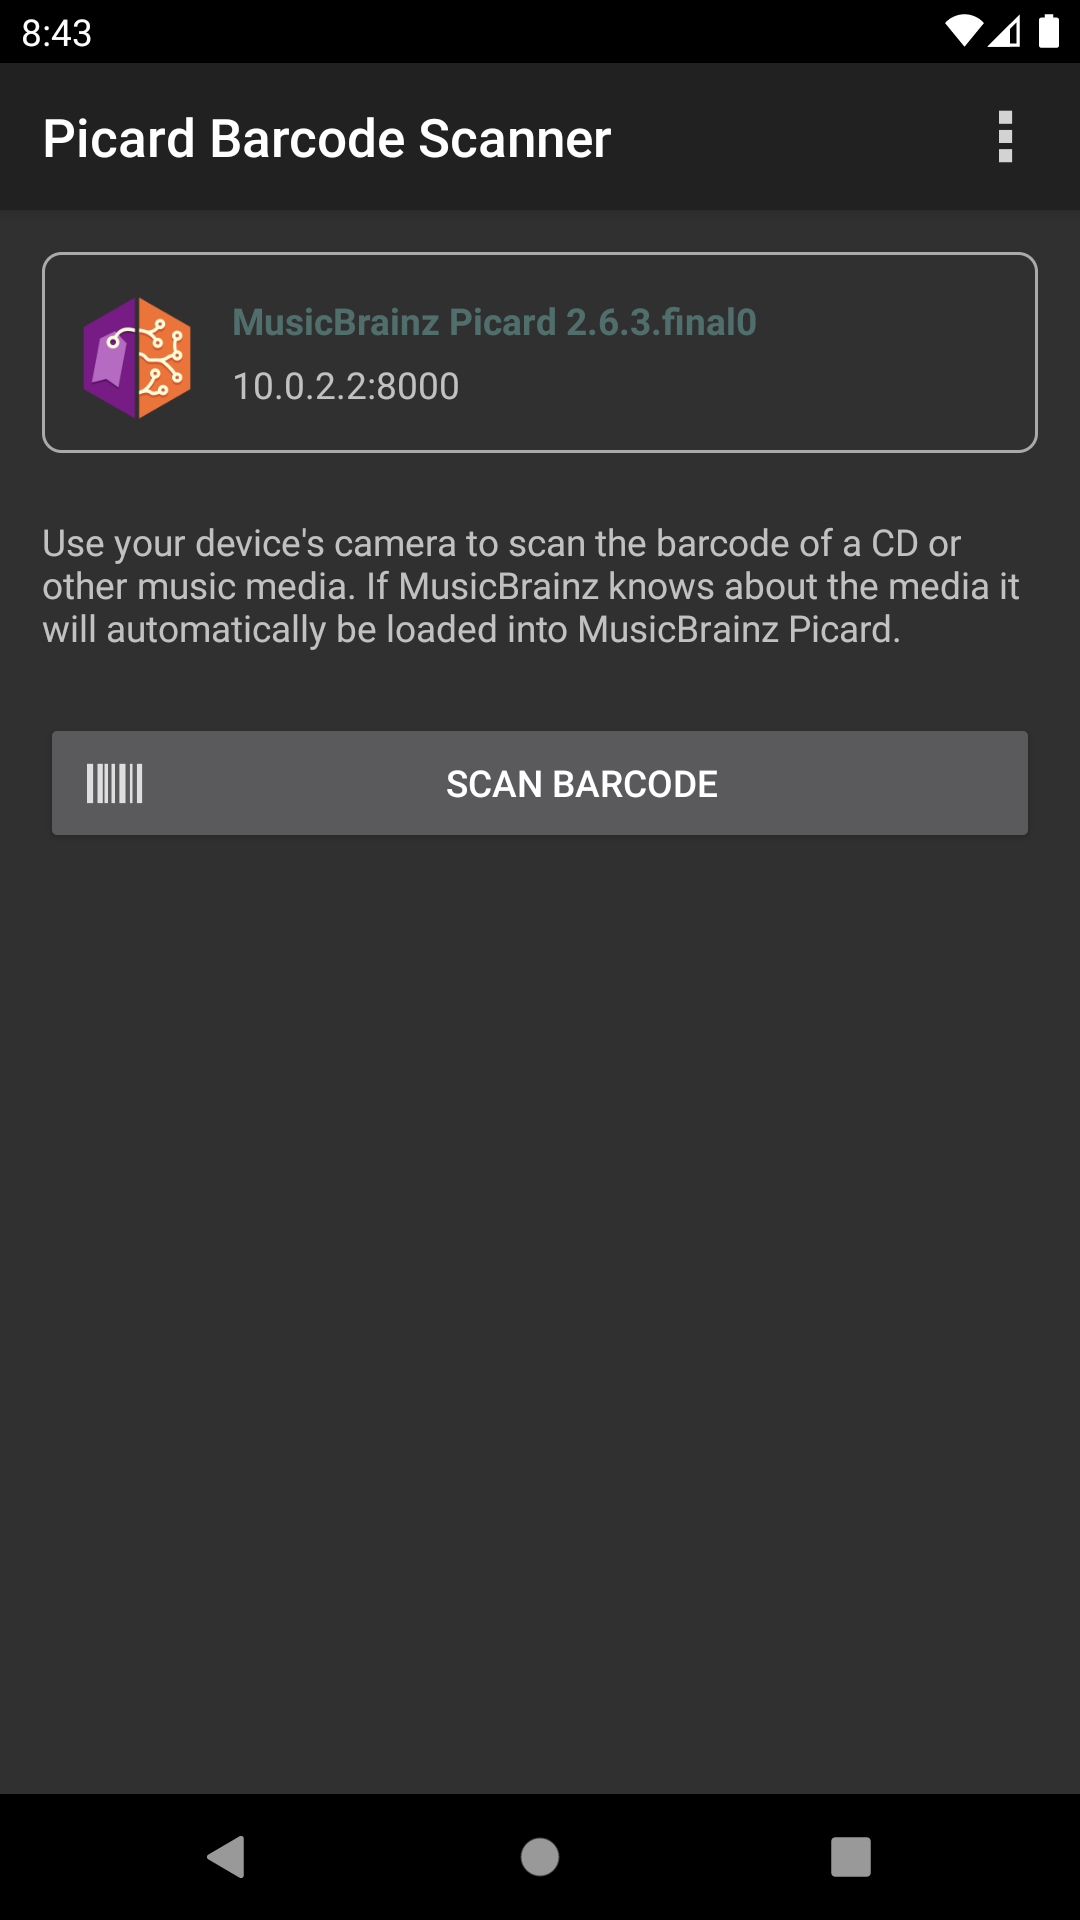 8:43
Picard Barcode Scanner
MusicBrainz Picard 2.6.3.final0
10.0.2.2:8000
Use your device's camera to scan the barcode of a CD or
other music media. If MusicBrainz knows about the media it
will automatically be loaded into MusicBrainz Picard.
SCAN BARCODE